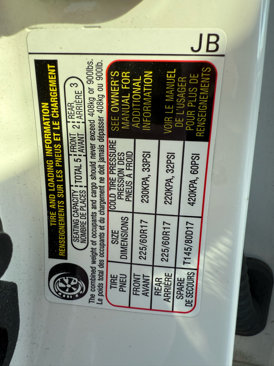 JB
TIRE AND LOADING INFORMATION
RENSEIGNEMENTS SUR LES PNEUS ET LE CHARGEMENT
SEATING CAPACITY TOTAL 5 FRONT 2 REAR 3
NOMBRE DE PLACES AVANT ARRIÈRE
The combined weight of occupants and cargo should never exceed 408kg or 900lbs.
Le poids total des occupants et du chargement ne doit jamais dépasser 408kg ou 900lb.
TIRE SIZE COLD TIRE PRESSURE
PNEU DIMENSIONS PRESSION DES PNEUS À FROID
FRONT AVANT 225/60R17 230KPA, 33PSI
REAR ARRIÈRE 225/60R17 220KPA, 32PSI
SPARE DE SECOURS T145/80D17 420KPA, 60PSI
SEE OWNER'S
MANUAL FOR
ADDITIONAL
INFORMATION
VOIR LE MANUEL
DE L'USAGER
POUR PLUS DE
RENSEIGNEMENTS